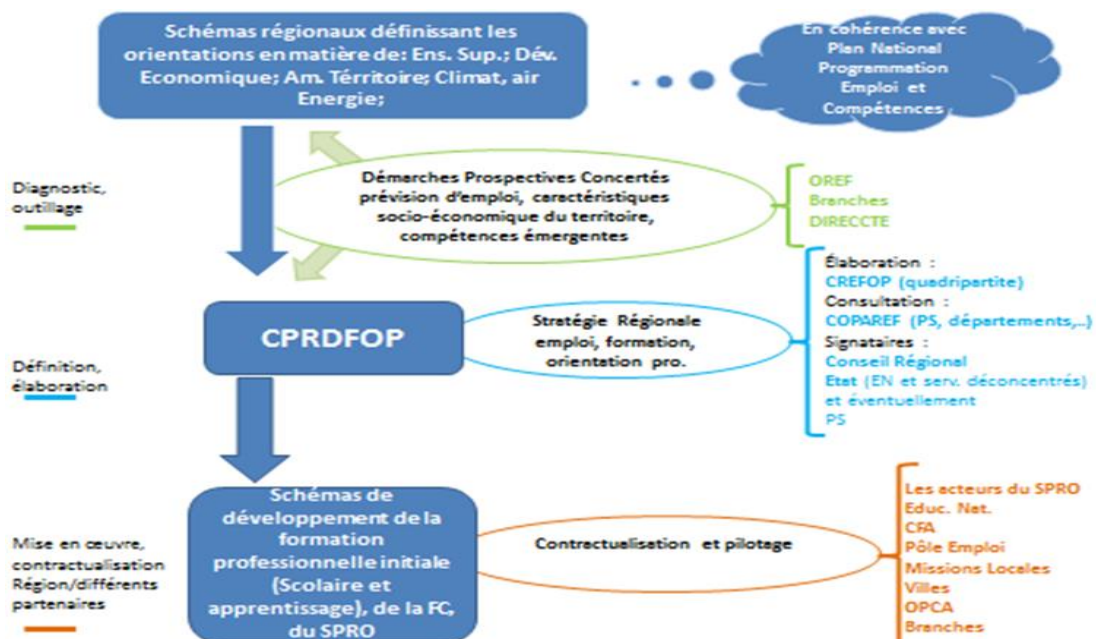 Schémas régionaux définissant les
orientations en matière de: Ens. Sup.; Dév.
Economique; Am. Térritoire; Climat, air
Energie;
En cohérence avec
Plan National
Programmation
Emploi et
Compétences
Diagnostic,
outillage
Démarches Prospectives Concertés
prévision d'emploi, caractéristiques
socio-économique du territoire,
compétences émergentes
OREF
Branches
DIRECCTE
Définition,
élaboration
CPRDFOP
Stratégie Régionale
emploi, formation,
orientation pro.
Élaboration :
CREFOP (quadripartite)
Consultation :
COPAREF (PS, départements,..)
Signataires :
Conseil Régional
Etat (EN et serv. déconcentrés)
et éventuellement
PS
Mise en œuvre,
contractualisation
Région/différents
partenaires
Schémas de
développement de la
formation
professionnelle initiale
(Scolaire et
apprentissage), de la FC,
du SPRO
Contractualisation et pilotage
Les acteurs du SPRO
Educ. Nat.
CFA
Pôle Emploi
Missions Locales
Villes
OPCA
Branches